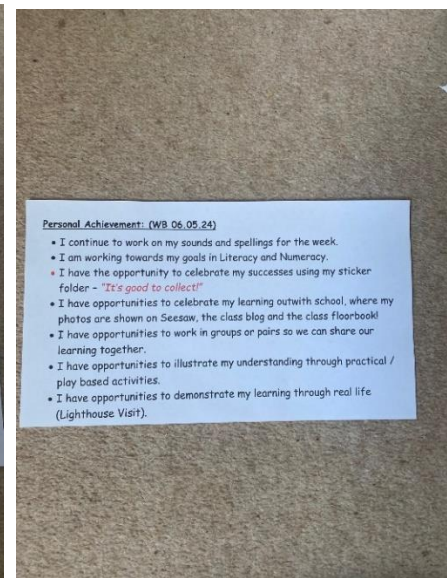 Personal Achievement: (WB 06.05.24)
• I continue to work on my sounds and spellings for the week.
• I am working towards my goals in Literacy and Numeracy.
• I have the opportunity to celebrate my successes using my sticker
folder – "It's good to collect!"
• I have opportunities to celebrate my learning outwith school, where my
photos are shown on Seesaw, the class blog and the class floorbook!
• I have opportunities to work in groups or pairs so we can share our
learning together.
• I have opportunities to illustrate my understanding through practical /
play based activities.
• I have opportunities to demonstrate my learning through real life
(Lighthouse Visit).